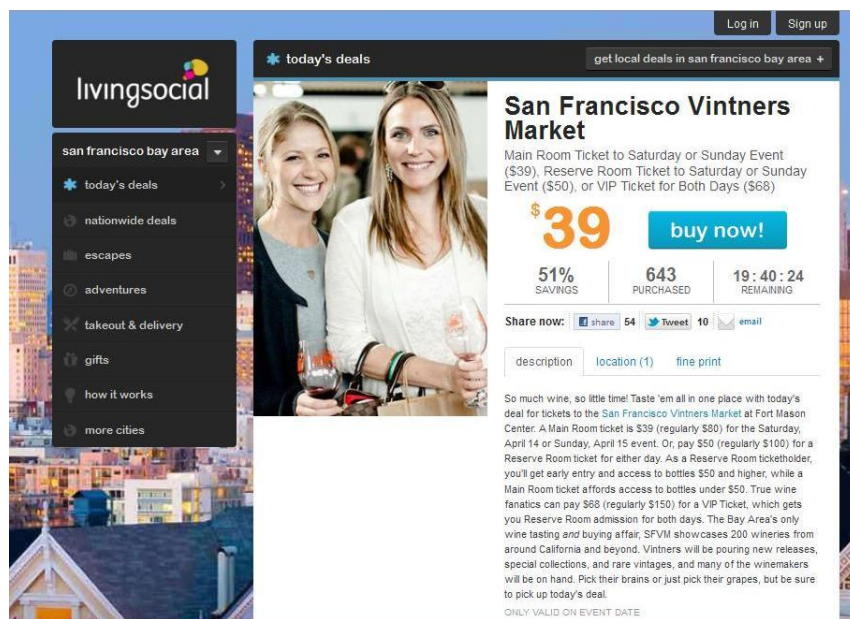 Log in
Sign up
livingsocial
today's deals
get local deals in san francisco bay area +
san francisco bay area
today's deals
nationwide deals
escapes
adventures
takeout & delivery
gifts
how it works
more cities
San Francisco Vintners
Market
Main Room Ticket to Saturday or Sunday Event
($39), Reserve Room Ticket to Saturday or Sunday
Event ($50), or VIP Ticket for Both Days ($68)
$39
buy now!
51%
SAVINGS
643
PURCHASED
19:40:24
REMAINING
Share now: share 54 Tweet 10 email
description location (1) fine print
So much wine, so little time! Taste 'em all in one place with today's
deal for tickets to the San Francisco Vintners Market at Fort Mason
Center. A Main Room ticket is $39 (regularly $80) for the Saturday,
April 14 or Sunday, April 15 event. Or, pay $50 (regularly $100) for a
Reserve Room ticket for either day. As a Reserve Room ticketholder,
you'll get early entry and access to bottles $50 and higher, while a
Main Room ticket affords access to bottles under $50. True wine
fanatics can pay $68 (regularly $150) for a VIP Ticket, which gets
you Reserve Room admission for both days. The Bay Area's only
wine tasting and buying affair, SFVM showcases 200 wineries from
around California and beyond. Vintners will be pouring new releases,
special collections, and rare vintages, and many of the winemakers
will be on hand. Pick their brains or just pick their grapes, but be sure
to pick up today's deal.
ONLY VALID ON EVENT DATE